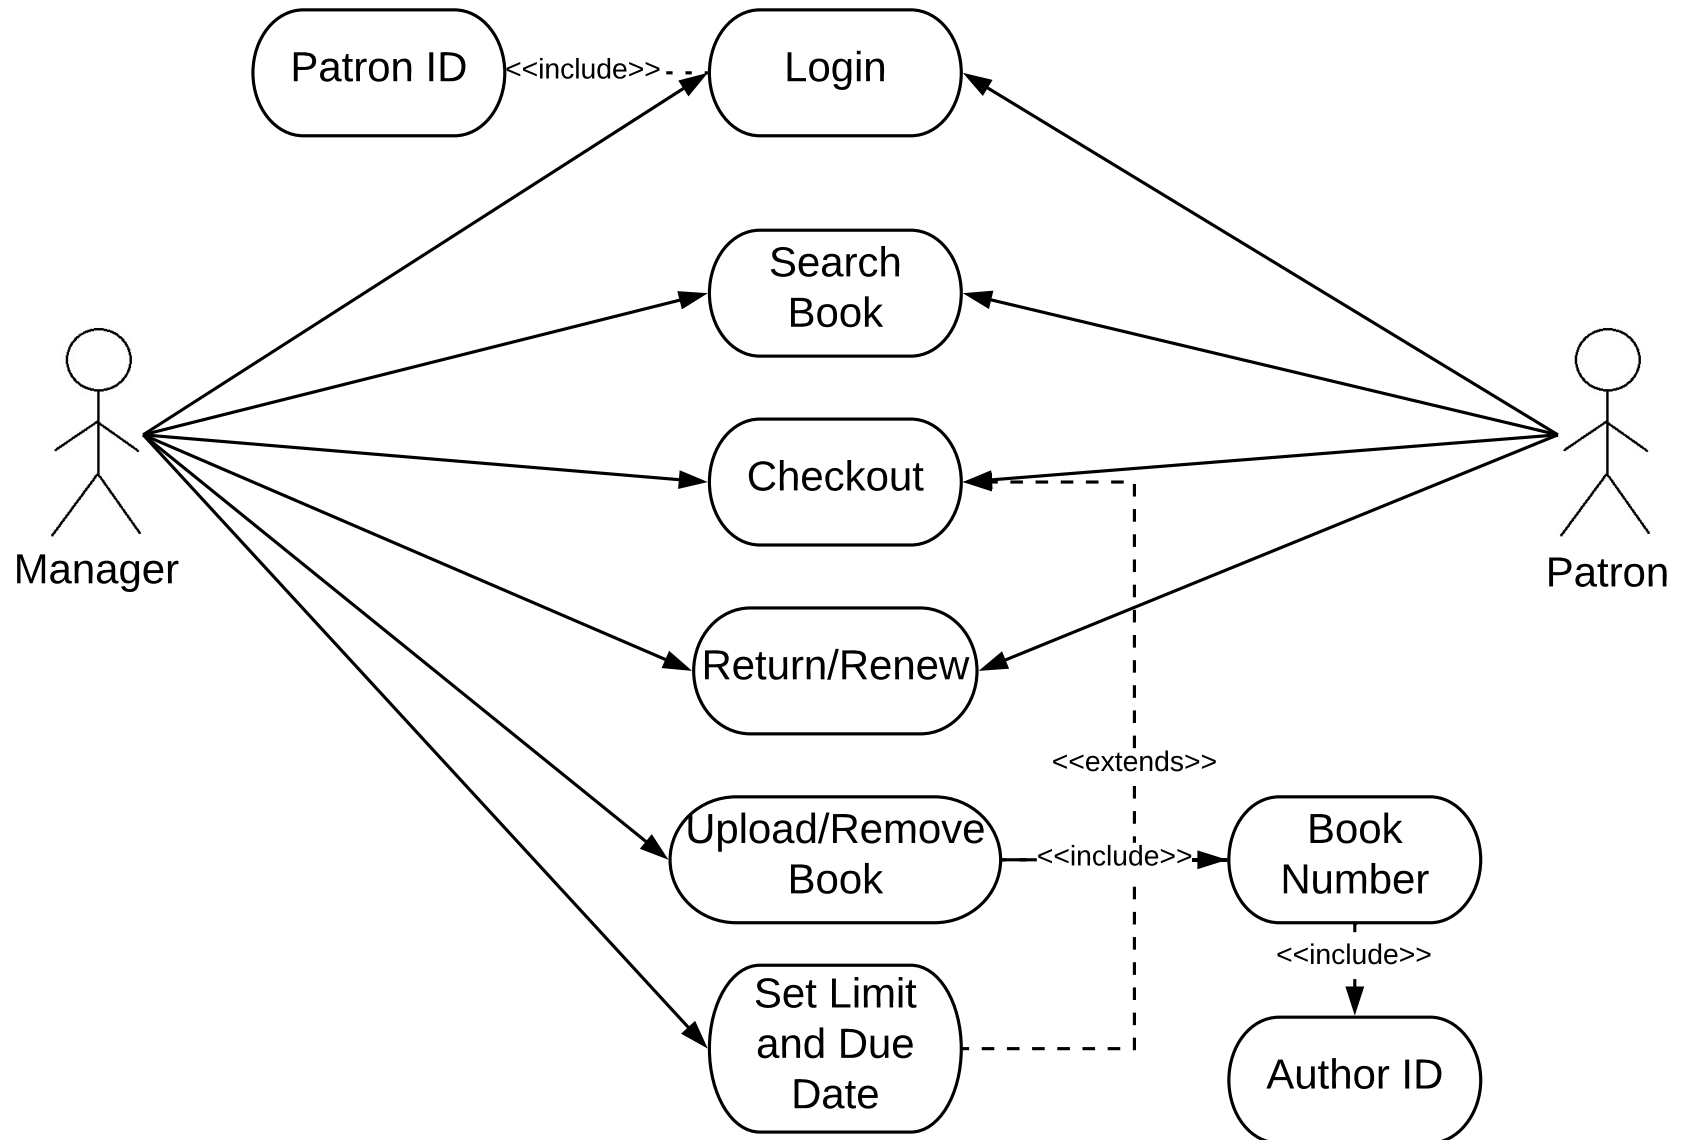 Patron ID
<<include>>
Login
Search
Book
Checkout
Manager
Patron
Return/Renew
<<extends>>
Upload/Remove
Book
<<include>>
Book
Number
<<include>>
Set Limit
and Due
Date
Author ID